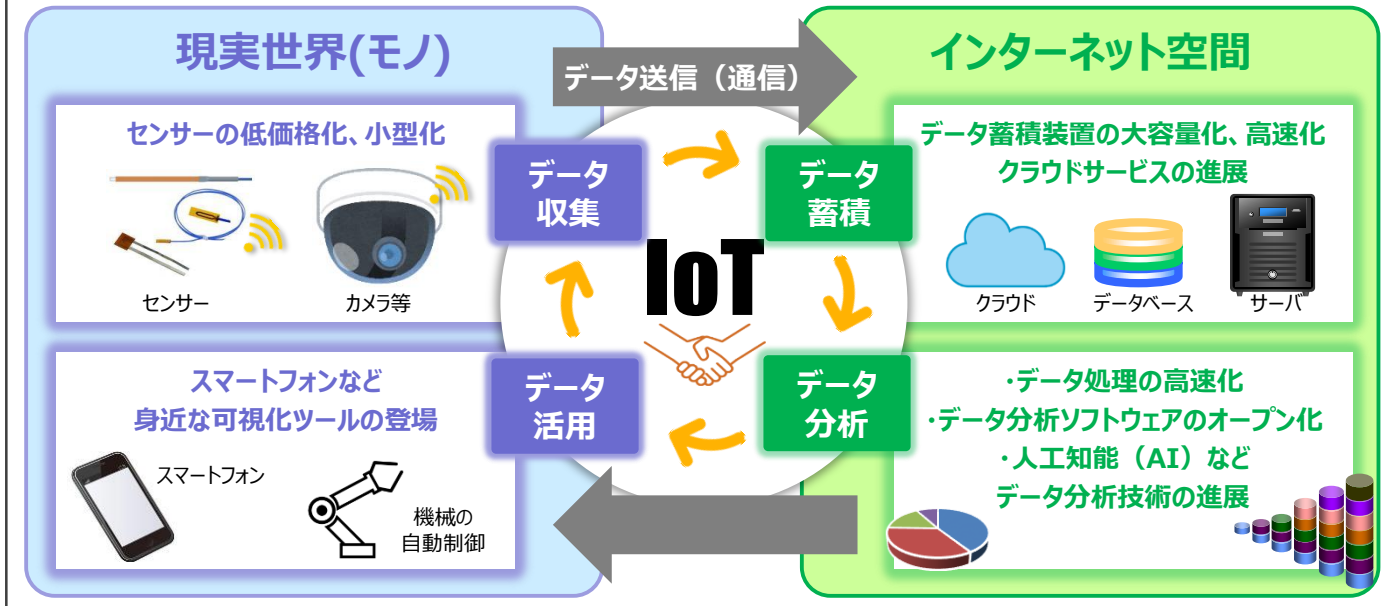 現実世界(モノ)
データ送信（通信）
インターネット空間
センサーの低価格化、小型化
センサー
カメラ等
データ
収集
データ
蓄積
データ蓄積装置の大容量化、高速化
クラウドサービスの進展
クラウド
データベース
サーバ
IoT
スマートフォンなど
身近な可視化ツールの登場
スマートフォン
機械の
自動制御
データ
活用
データ
分析
・データ処理の高速化
・データ分析ソフトウェアのオープン化
・人工知能（AI）など
データ分析技術の進展